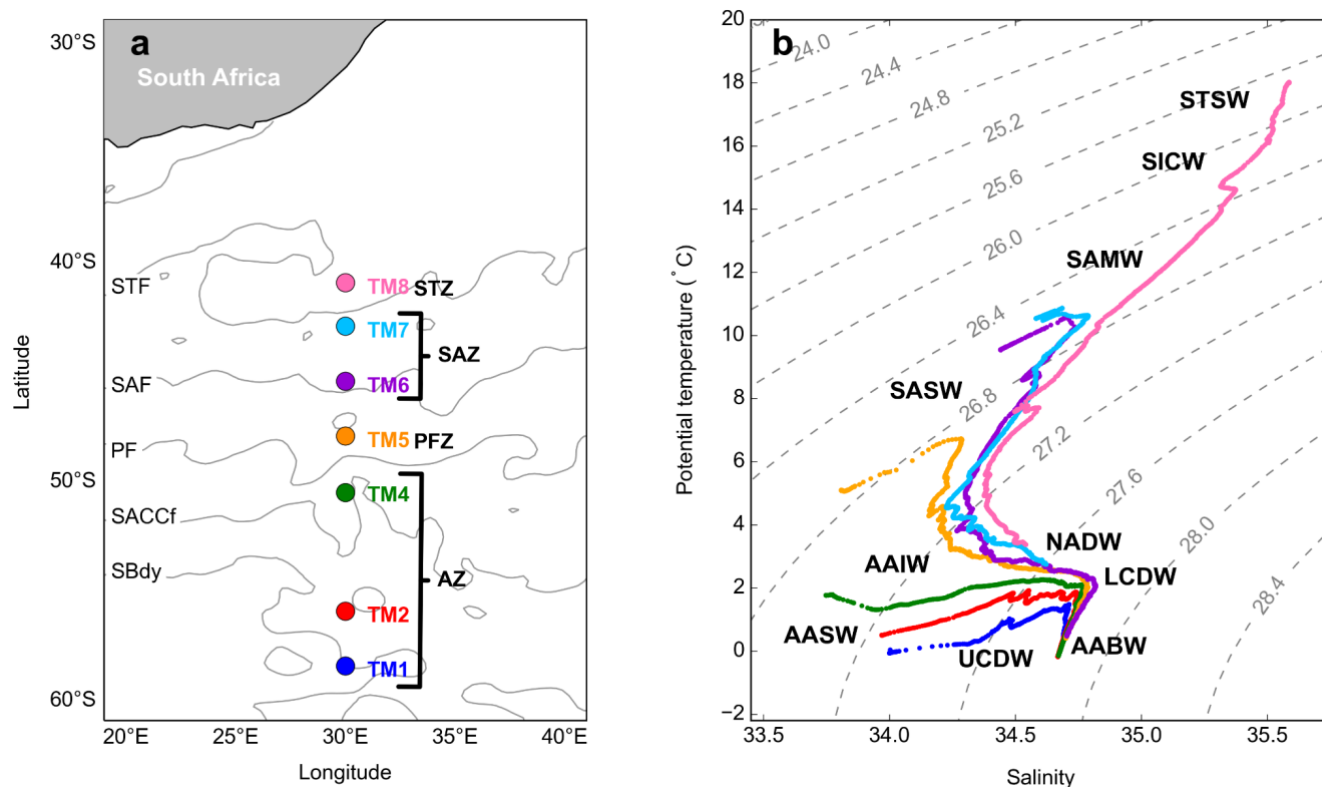 a
30°S
South Africa
40°S
STF
TM8 STZ
TM7
SAZ
SAF
TM6
TM5 PFZ
PF
50°S
TM4
SACCf
SBdy
AZ
TM2
TM1
60°S
20°E 25°E 30°E 35°E 40°E
Longitude
Latitude
b
20
18
16
14
12
10
8
6
4
2
0
−2
33.5 34.0 34.5 35.0 35.5
Salinity
Potential temperature (°C)
24.0
24.4
24.8
25.2
25.6
26.0
26.4
26.8
27.2
27.6
28.0
28.4
STSW
SICW
SAMW
SASW
NADW
AAIW
LCDW
AASW
UCDW
AABW